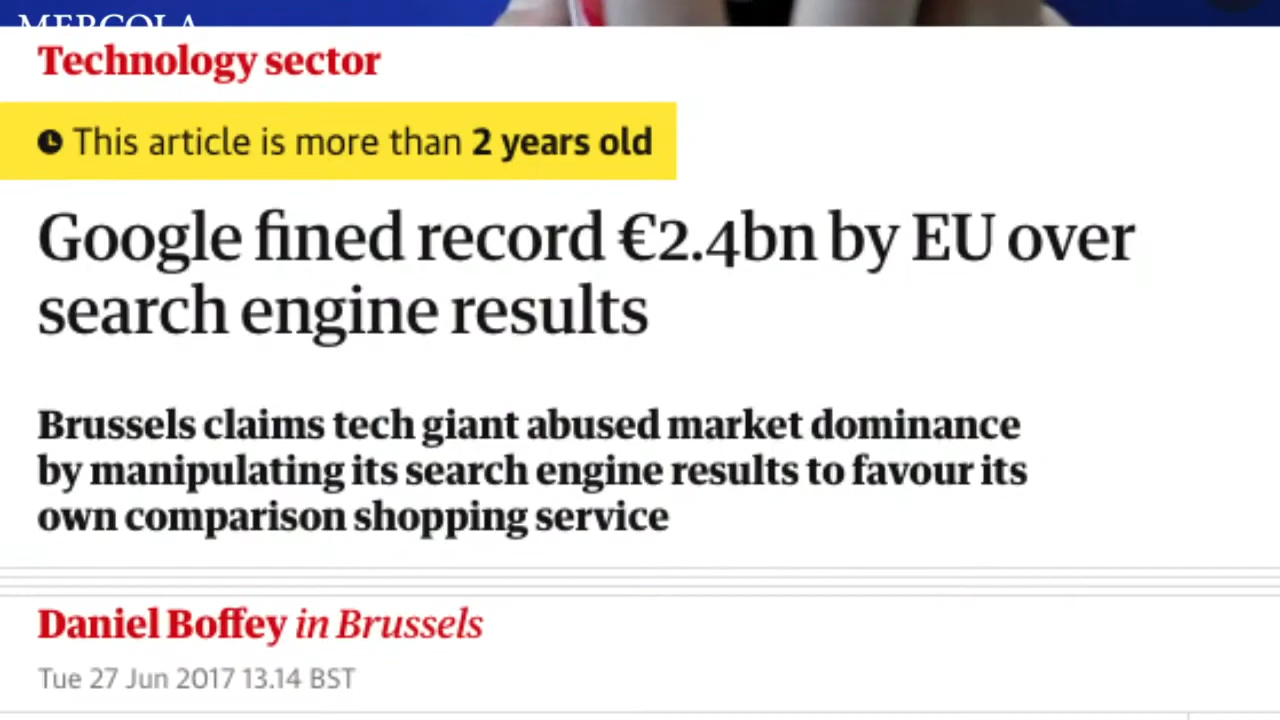 MERCOLA
Technology sector
This article is more than 2 years old
Google fined record €2.4bn by EU over
search engine results
Brussels claims tech giant abused market dominance
by manipulating its search engine results to favour its
own comparison shopping service
Daniel Boffey in Brussels
Tue 27 Jun 2017 13.14 BST